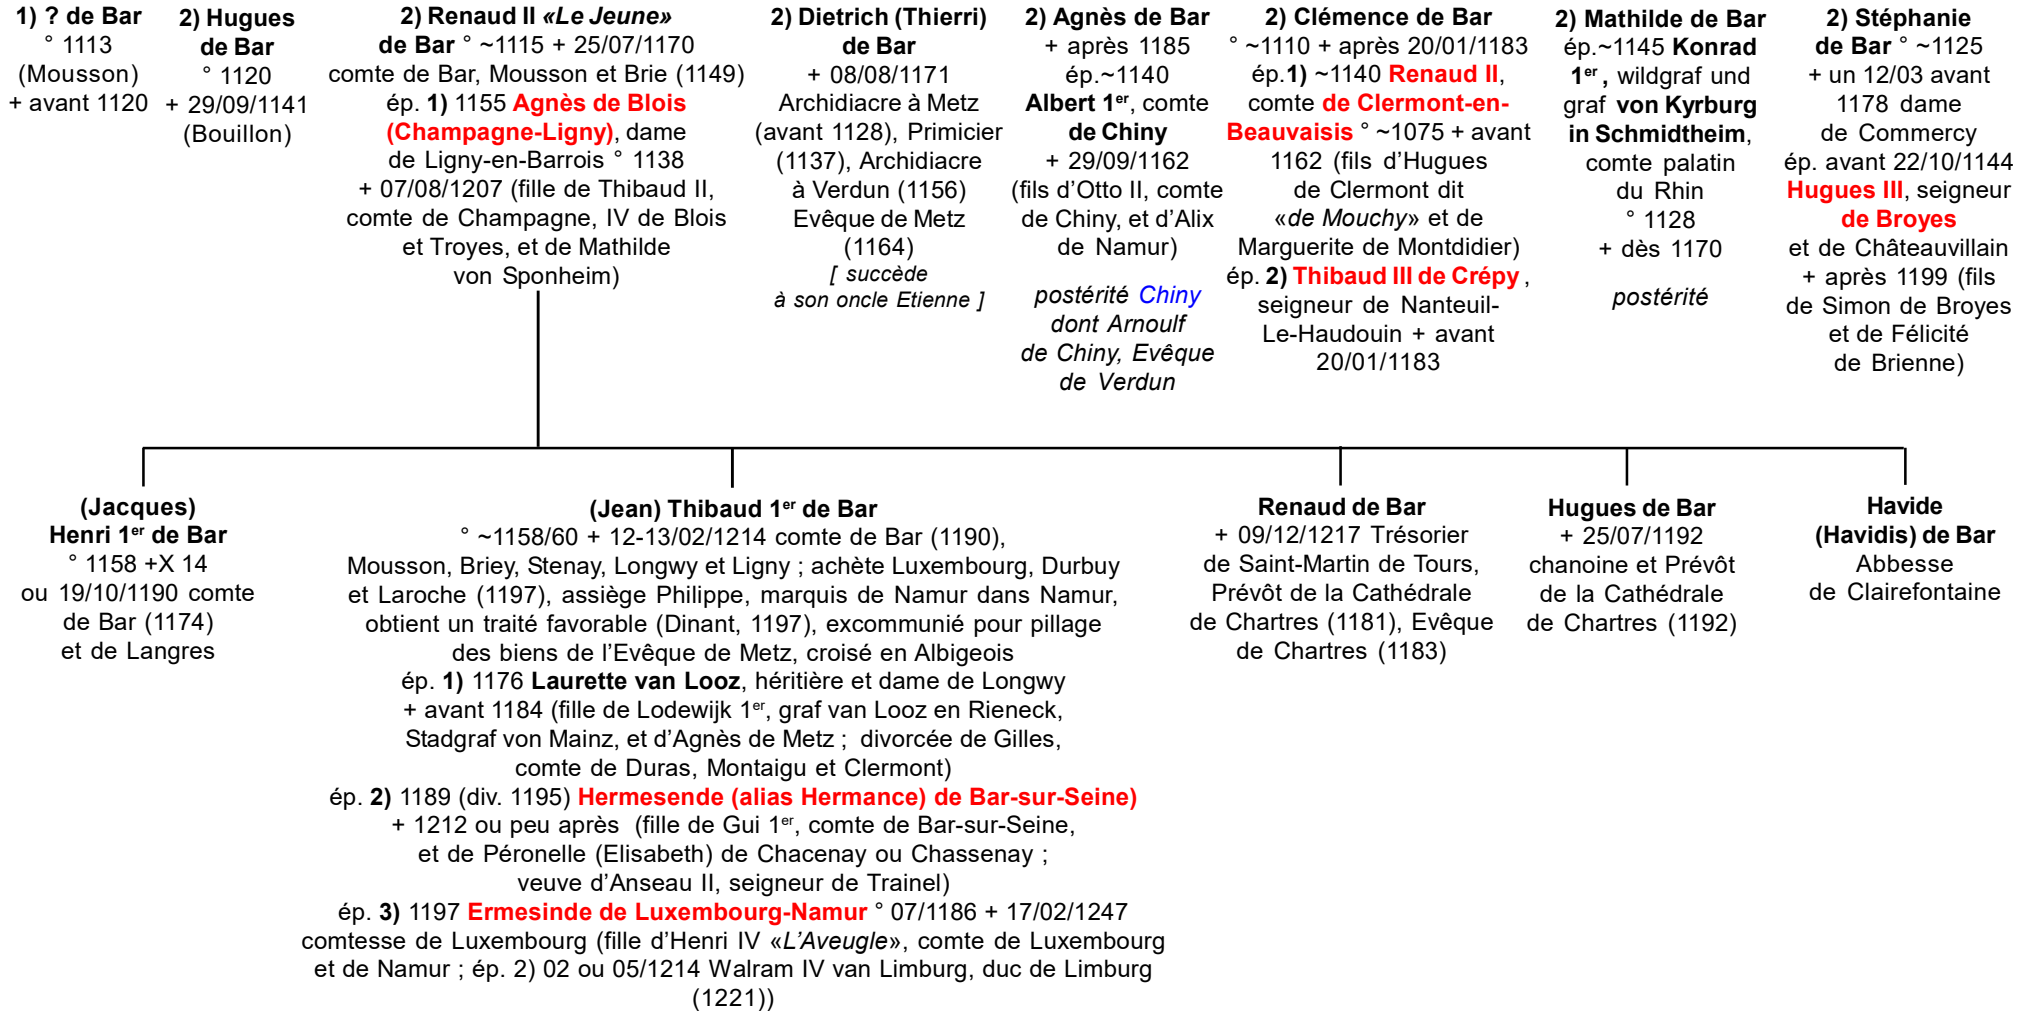 1) ? de Bar
° 1113
(Mousson)
+ avant 1120
2) Hugues
de Bar
° 1120
+ 29/09/1141
(Bouillon)
2) Renaud II «Le Jeune»
de Bar ° ~1115 + 25/07/1170
comte de Bar, Mousson et Brie (1149)
ép. 1) 1155 Agnès de Blois
(Champagne-Ligny), dame
de Ligny-en-Barrois ° 1138
+ 07/08/1207 (fille de Thibaud II,
comte de Champagne, IV de Blois
et Troyes, et de Mathilde
von Sponheim)
2) Dietrich (Thierri)
de Bar
+ 08/08/1171
Archidiacre à Metz
(avant 1128), Primicier
(1137), Archidiacre
à Verdun (1156)
Evêque de Metz
(1164)
[ succède
à son oncle Etienne ]
2) Agnès de Bar
+ après 1185
ép.~1140
Albert 1er, comte
de Chiny
+ 29/09/1162
(fils d'Otto II, comte
de Chiny, et d'Alix
de Namur)
postérité Chiny
dont Arnoulf
de Chiny, Evêque
de Verdun
2) Clémence de Bar
° ~1110 + après 20/01/1183
ép.1) ~1140 Renaud II,
comte de Clermont-en-
Beauvaisis ° ~1075 + avant
1162 (fils d'Hugues
de Clermont dit
«de Mouchy» et de
Marguerite de Montdidier)
ép. 2) Thibaud III de Crépy ,
seigneur de Nanteuil-
Le-Haudouin + avant
20/01/1183
2) Mathilde de Bar
ép.~1145 Konrad
1er , wildgraf und
graf von Kyrburg
in Schmidtheim,
comte palatin
du Rhin
° 1128
+ dès 1170
postérité
2) Stéphanie
de Bar ° ~1125
+ un 12/03 avant
1178 dame
de Commercy
ép. avant 22/10/1144
Hugues III, seigneur
de Broyes
et de Châteauvillain
+ après 1199 (fils
de Simon de Broyes
et de Félicité
de Brienne)
(Jacques)
Henri 1er de Bar
° 1158 +X 14
ou 19/10/1190 comte
de Bar (1174)
et de Langres
(Jean) Thibaud 1er de Bar
° ~1158/60 + 12-13/02/1214 comte de Bar (1190),
Mousson, Briey, Stenay, Longwy et Ligny ; achète Luxembourg, Durbuy
et Laroche (1197), assiège Philippe, marquis de Namur dans Namur,
obtient un traité favorable (Dinant, 1197), excommunié pour pillage
des biens de l'Evêque de Metz, croisé en Albigeois
ép. 1) 1176 Laurette van Looz, héritière et dame de Longwy
+ avant 1184 (fille de Lodewijk 1er, graf van Looz en Rieneck,
Stadgraf von Mainz, et d'Agnès de Metz ; divorcée de Gilles,
comte de Duras, Montaigu et Clermont)
ép. 2) 1189 (div. 1195) Hermesende (alias Hermance) de Bar-sur-Seine)
+ 1212 ou peu après (fille de Gui 1er, comte de Bar-sur-Seine,
et de Péronelle (Elisabeth) de Chacenay ou Chassenay ;
veuve d'Anseau II, seigneur de Trainel)
ép. 3) 1197 Ermesinde de Luxembourg-Namur ° 07/1186 + 17/02/1247
comtesse de Luxembourg (fille d'Henri IV «L'Aveugle», comte de Luxembourg
et de Namur ; ép. 2) 02 ou 05/1214 Walram IV van Limburg, duc de Limburg
(1221))
Renaud de Bar
+ 09/12/1217 Trésorier
de Saint-Martin de Tours,
Prévôt de la Cathédrale
de Chartres (1181), Evêque
de Chartres (1183)
Hugues de Bar
+ 25/07/1192
chanoine et Prévôt
de la Cathédrale
de Chartres (1192)
Havide
(Havidis) de Bar
Abbesse
de Clairefontaine